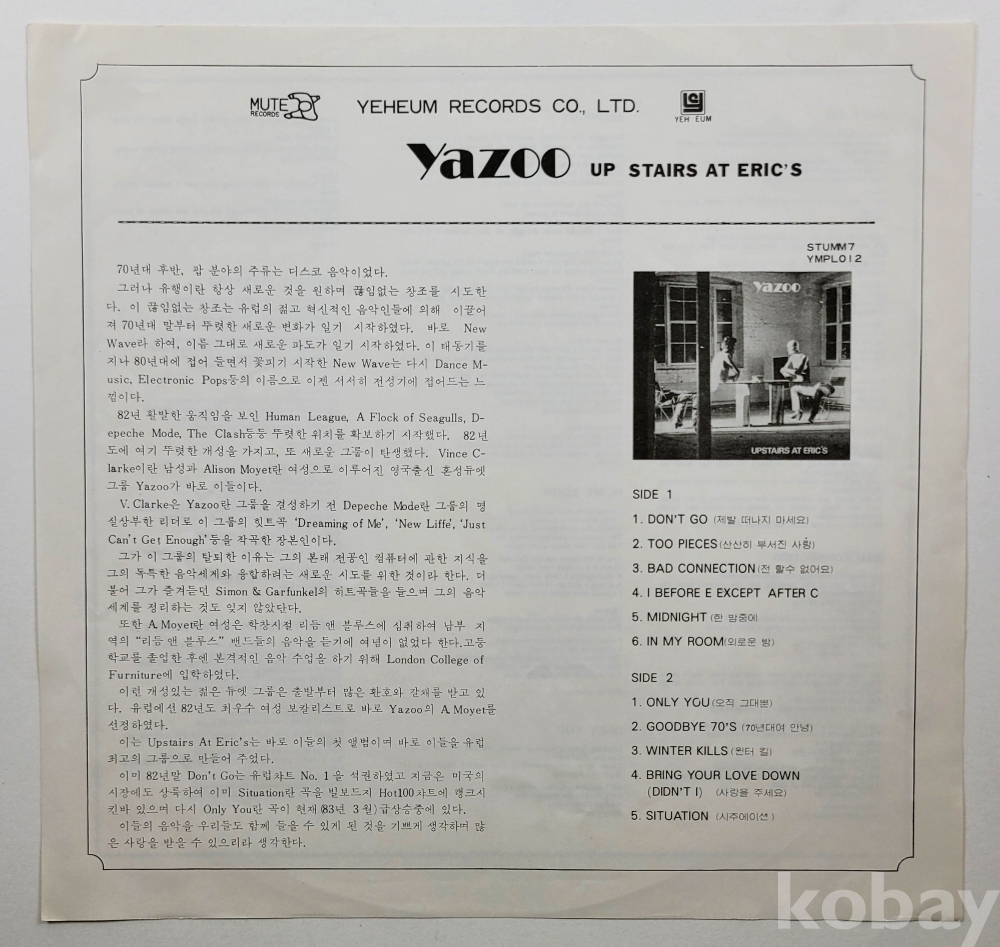 MUTE
RECORDS
YEHEUM RECORDS CO., LTD.
YEH EUM
Yazoo UP STAIRS AT ERIC'S
STUMM7
YMPL012
70년대 후반, 팝 분야의 주류는 디스코 음악이었다.
그러나 유행이란 항상 새로운 것을 원하며 끊임없는 창조를 시도한
다. 이 끊임없는 창조는 유럽의 젊고 혁신적인 음악인들에 의해 이끌어
져 70년대 말부터 뚜렷한 새로운 변화가 일기 시작하였다. 바로 New
Wave라 하여, 이름 그대로 새로운 파도가 일기 시작하였다. 이 태동기를
지나 80년대에 접어 들면서 꽃피기 시작한 New Wave는 다시 Dance M-
usic, Electronic Pops등의 이름으로 이젠 서서히 전성기에 접어드는 느
낌이다.
82년 활발한 움직임을 보인 Human League, A Flock of Seagulls, D-
epeche Mode, The Clash등등 뚜렷한 위치를 확보하기 시작했다. 82년
도에 여기 뚜렷한 개성을 가지고, 또 새로운 그룹이 탄생했다. Vince C-
larke이란 남성과 Alison Moyet란 여성으로 이루어진 영국출신 혼성듀엣
그룹 Yazoo가 바로 이들이다.
V. Clarke은 Yazoo란 그룹을 결성하기 전 Depeche Mode란 그룹의 명
실상부한 리더로 이 그룹의 힛트곡 'Dreaming of Me', 'New Liffe', 'Just
Can't Get Enough' 등을 작곡한 장본인이다.
그가 이 그룹의 탈퇴한 이유는 그의 본래 전공인 컴퓨터에 관한 지식을
그의 독특한 음악세계와 융합하려는 새로운 시도를 위한 것이라 한다. 더
불어 그가 즐겨듣던 Simon & Garfunkel의 히트곡들을 들으며 그의 음악
세계를 정리하는 것도 잊지 않았단다.
또한 A. Moyet란 여성은 학창시절 리듬 앤 블루스에 심취하여 남부 지
역의 "리듬 앤 블루스" 밴드들의 음악을 듣기에 여념이 없었다 한다. 고등
학교를 졸업한 후엔 본격적인 음악 수업을 하기 위해 London College of
Furniture에 입학하였다.
이런 개성있는 젊은 듀엣 그룹은 출발부터 많은 환호와 갈채를 받고 있
다. 유럽에선 82년도 최우수 여성 보칼리스트로 바로 Yazoo의 A. Moyet를
선정하였다.
이는 Upstairs At Eric's는 바로 이들의 첫 앨범이며 바로 이들을 유럽
최고의 그룹으로 만들어 주었다.
이미 82년말 Don't Go는 유럽챠트 No. 1을 석권하였고 지금은 미국의
시장에도 상륙하여 이미 Situation란 곡을 빌보드지 Hot100챠트에 랭크시
킨바 있으며 다시 Only You란 곡이 현재 (83년 3월) 급상승중에 있다.
이들의 음악을 우리들도 함께 들을 수 있게 된 것을 기쁘게 생각하며 많
은 사랑을 받을 수 있으리라 생각한다.
yazoo
UPSTAIRS AT ERIC'S
SIDE 1
1. DON'T GO (제발 떠나지 마세요)
2. TOO PIECES (산산히 부서진 사랑)
3. BAD CONNECTION (전 할수 없어요)
4. I BEFORE E EXCEPT AFTER C
5. MIDNIGHT (한 밤중에
6. IN MY ROOM (외로운 방)
SIDE 2
1. ONLY YOU (오직 그대뿐)
2. GOODBYE 70'S (70년대여 안녕)
3. WINTER KILLS (윈터 킬)
4. BRING YOUR LOVE DOWN
(DIDN'T I) (사랑을 주세요)
5. SITUATION (시추에이션)
kobay